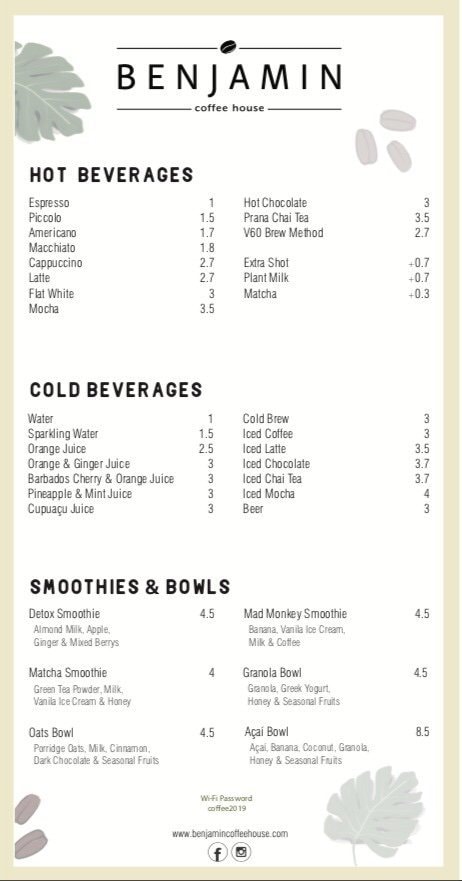 BENJAMIN
coffee house
HOT BEVERAGES
Espresso 1
Piccolo 1.5
Americano 1.7
Macchiato 1.8
Cappuccino 2.7
Latte 2.7
Flat White 3
Mocha 3.5
Hot Chocolate 3
Prana Chai Tea 3.5
V60 Brew Method 2.7
Extra Shot +0.7
Plant Milk +0.7
Matcha +0.3
COLD BEVERAGES
Water 1
Sparkling Water 1.5
Orange Juice 2.5
Orange & Ginger Juice 3
Barbados Cherry & Orange Juice 3
Pineapple & Mint Juice 3
Cupuaçu Juice 3
Cold Brew 3
Iced Coffee 3
Iced Latte 3.5
Iced Chocolate 3.7
Iced Chai Tea 3.7
Iced Mocha 4
Beer 3
SMOOTHIES & BOWLS
Detox Smoothie 4.5
Almond Milk, Apple,
Ginger & Mixed Berrys
Matcha Smoothie 4
Green Tea Powder, Milk,
Vanila Ice Cream & Honey
Oats Bowl 4.5
Porridge Oats, Milk, Cinnamon,
Dark Chocolate & Seasonal Fruits
Mad Monkey Smoothie 4.5
Banana, Vanila Ice Cream,
Milk & Coffee
Granola Bowl 4.5
Granola, Greek Yogurt,
Honey & Seasonal Fruits
Açaí Bowl 8.5
Açaí, Banana, Coconut, Granola,
Honey & Seasonal Fruits
Wi-Fi Password
coffee2019
www.benjamincoffeehouse.com